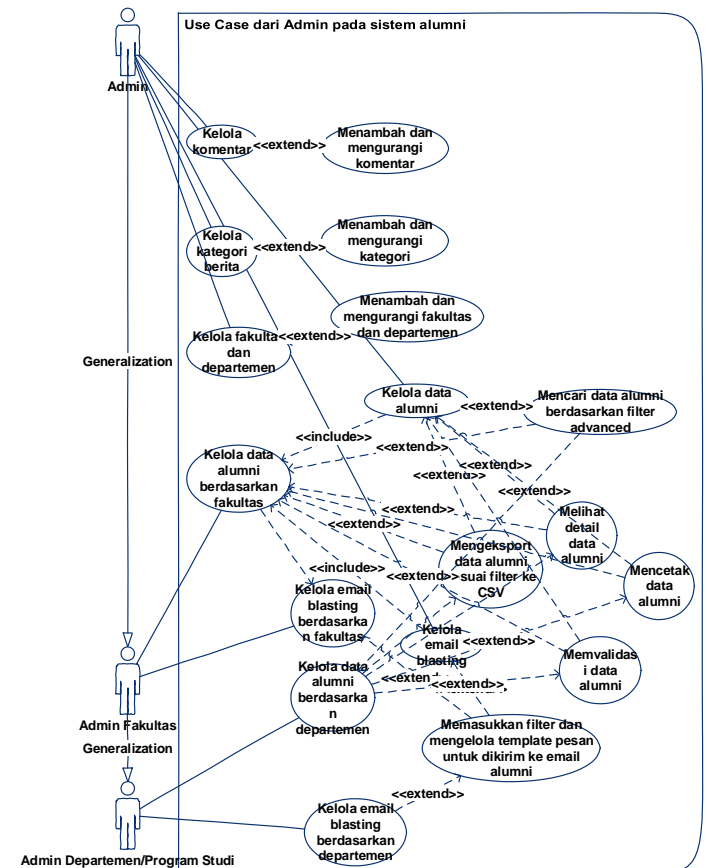 Use Case dari Admin pada sistem alumni
Admin
Kelola
komentar
<<extend>>
Menambah dan
mengurangi
komentar
Kelola
kategori
berita
<<extend>>
Menambah dan
mengurangi
kategori
Menambah dan
mengurangi fakultas
dan departemen
Kelola fakulta
dan
departemen
<<extend>>
Generalization
Kelola data
alumni
<<extend>>
Mencari data alumni
berdasarkan filter
advanced
<<include>>
<<extend>>
<<extend>>
<<extend>>
<<extend>>
Kelola data
alumni
berdasarkan
fakultas
<<extend>>
<<extend>>
Melihat
detail
data
alumni
Mengeksport
data alumni
suai filter ke
CSV
<<include>>
<<extend>>
Mencetak
data
alumni
Kelola email
blasting
berdasarka
n fakultas
Kelola
email
blasting
<<extend>>
Memvalidas
i data
alumni
Kelola data
alumni
berdasarka
n
departemen
<<exten
<<extend>>
Admin Fakultas
Generalization
Memasukkan filter dan
mengelola template pesan
untuk dikirim ke email
alumni
<<extend>>
Kelola email
blasting
berdasarkan
departemen
Admin Departemen/Program Studi